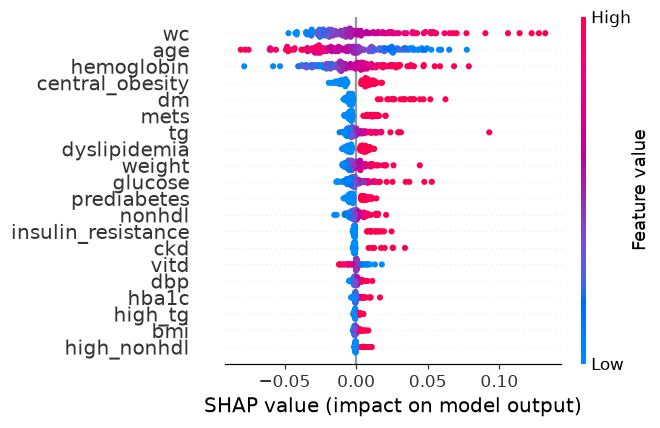 High
wc
age
hemoglobin
central_obesity
dm
mets
tg
dyslipidemia
weight
glucose
prediabetes
nonhdl
insulin_resistance
ckd
vitd
dbp
hba1c
high_tg
bmi
high_nonhdl
Low
Feature value
−0.05 0.00 0.05 0.10
SHAP value (impact on model output)